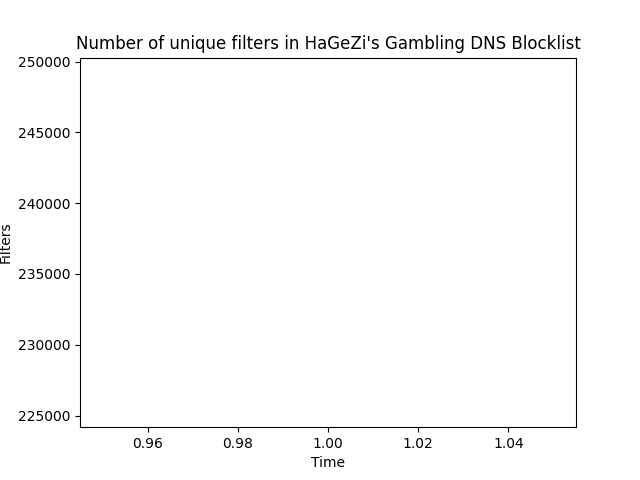 Number of unique filters in HaGeZi's Gambling DNS Blocklist
250000
245000
240000
235000
230000
225000
Filters
0.96 0.98 1.00 1.02 1.04
Time